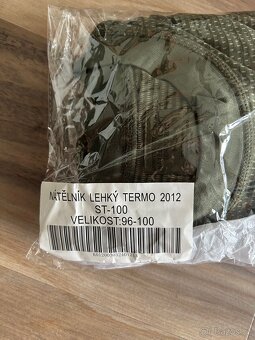 NÁTĚLNÍK LEHKÝ TERMO 2012
ST-100
VELIKOST:96-100